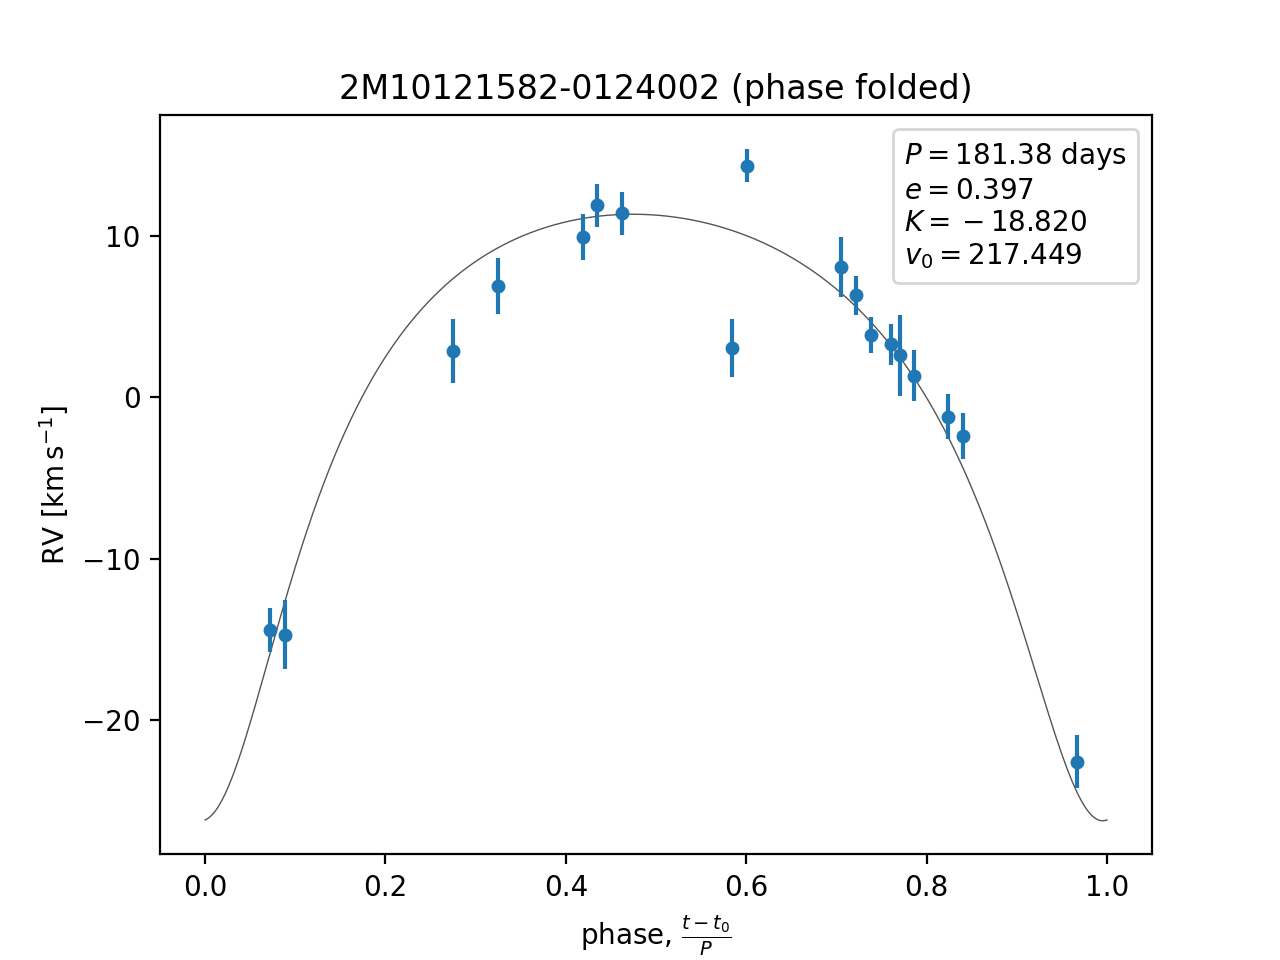 2M10121582-0124002 (phase folded)
P = 181.38 days
e = 0.397
K = −18.820
v₀ = 217.449
RV [km s⁻¹]
10
0
−10
−20
0.0 0.2 0.4 0.6 0.8 1.0
phase, (t − t₀)/P